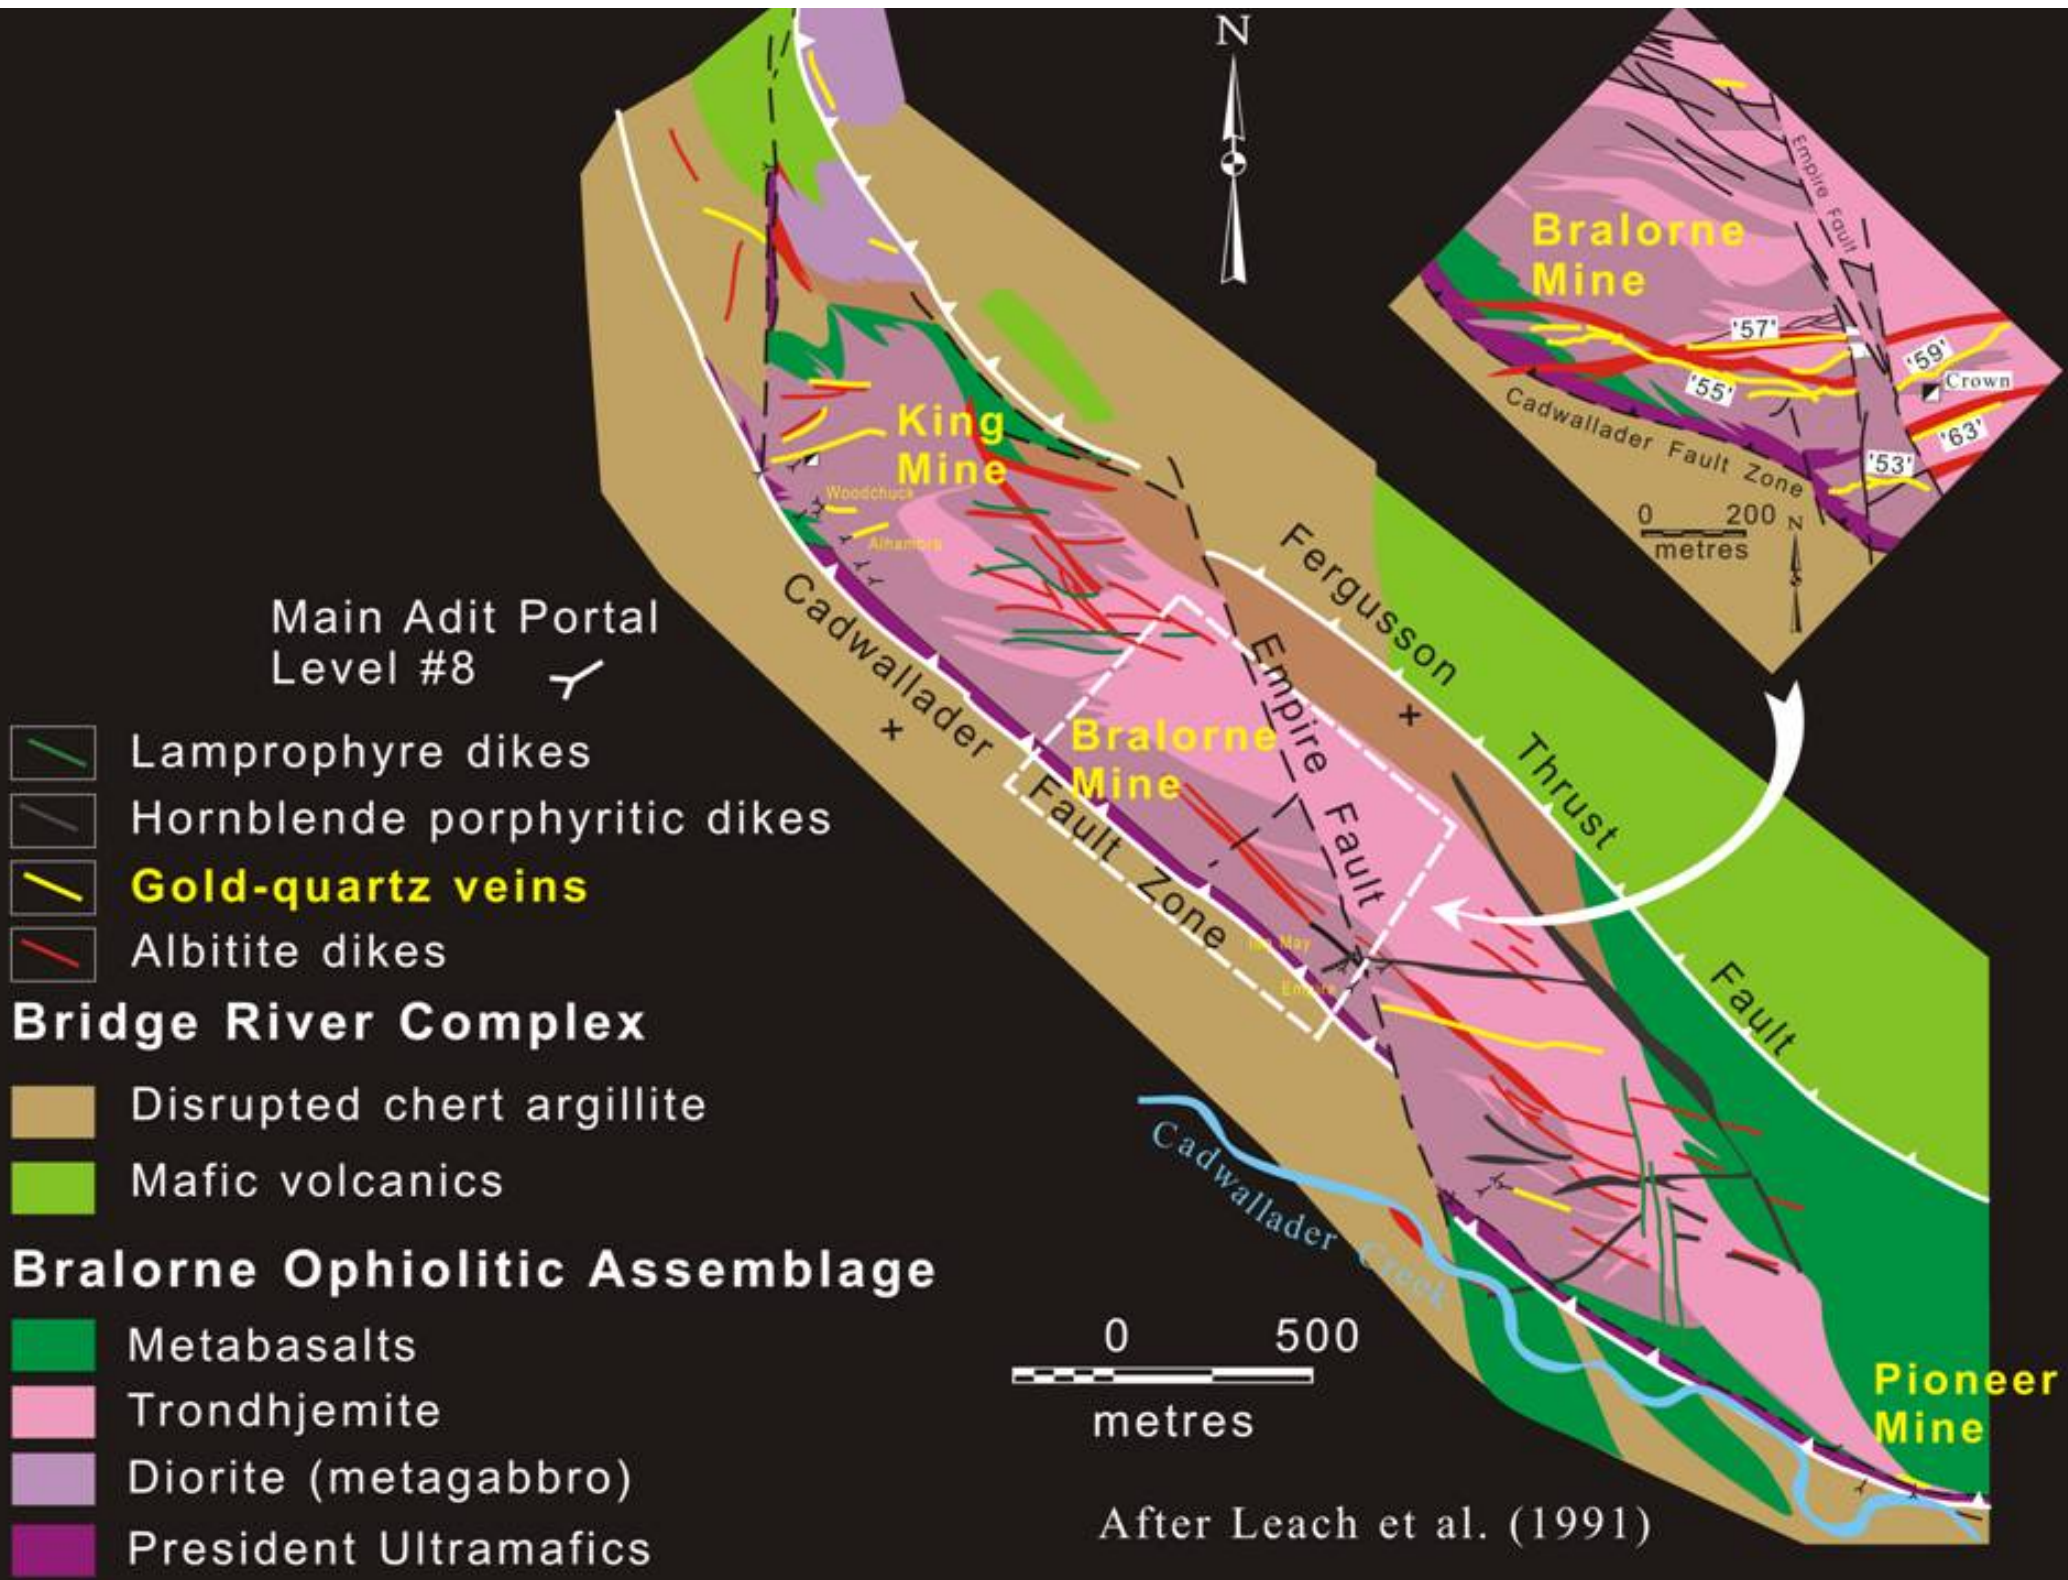 N
Empire Fault
Bralorne
Mine
'57'
'59'
'55'
Crown
'63'
'53'
Cadwallader Fault Zone
0 200
metres
N
King
Mine
Woodchuck
Alhambra
Fergusson Thrust Fault
Cadwallader Fault Zone
Empire Fault
Bralorne
Mine
May
Empire
Cadwallader Creek
Pioneer
Mine
0 500
metres
After Leach et al. (1991)
Main Adit Portal
Level #8
Lamprophyre dikes
Hornblende porphyritic dikes
Gold-quartz veins
Albitite dikes
Bridge River Complex
Disrupted chert argillite
Mafic volcanics
Bralorne Ophiolitic Assemblage
Metabasalts
Trondhjemite
Diorite (metagabbro)
President Ultramafics